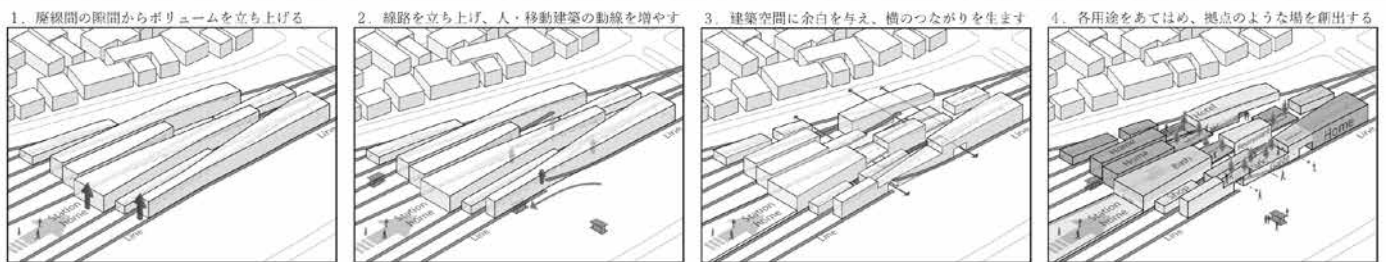 1. 廃線間の隙間からボリュームを立ち上げる
2. 線路を立ち上げ、人・移動建築の動線を増やす
3. 建築空間に余白を与え、横のつながりを生ます
4. 各用途をあてはめ、拠点のような場を創出する
Station
Home
Line
Line
Station
Home
Line
Line
Station
Home
Line
Line
Hotel
Home
Home
Bath
Shop
Station
Home
Line
Line